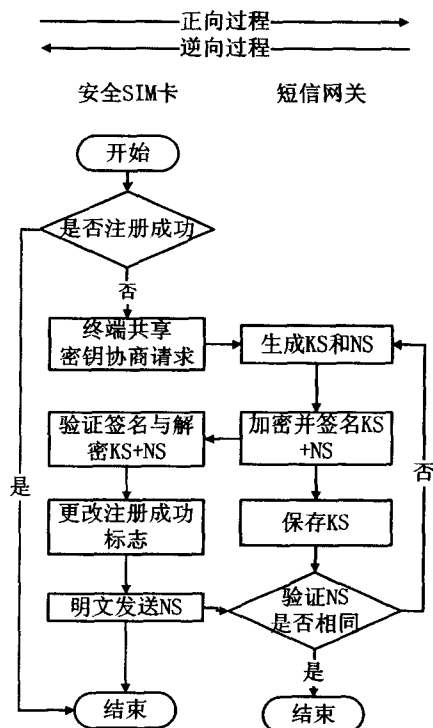 正向过程
逆向过程
安全SIM卡
短信网关
开始
是否注册成功
否
终端共享
密钥协商请求
生成KS和NS
验证签名与解
密KS+NS
加密并签名KS
+NS
否
是
更改注册成功
标志
保存KS
明文发送NS
验证NS
是否相同
是
结束
结束